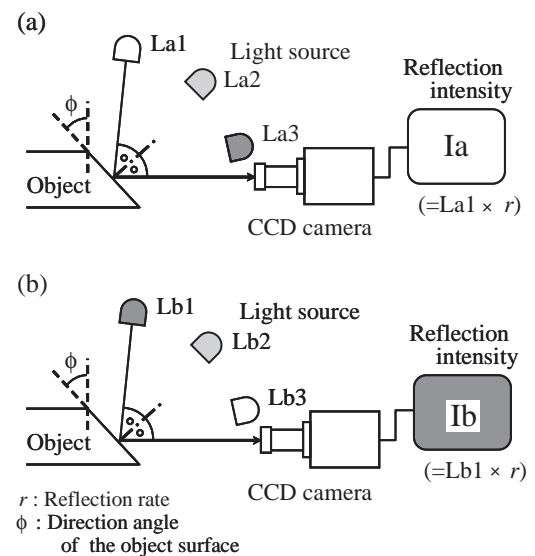 (a)
La1
Light source
La2
Reflection
intensity
ϕ
La3
Ia
Object
(=La1 × r)
CCD camera
(b)
Lb1
Light source
Lb2
Reflection
intensity
ϕ
Lb3
Ib
Object
(=Lb1 × r)
CCD camera
r : Reflection rate
ϕ : Direction angle
of the object surface